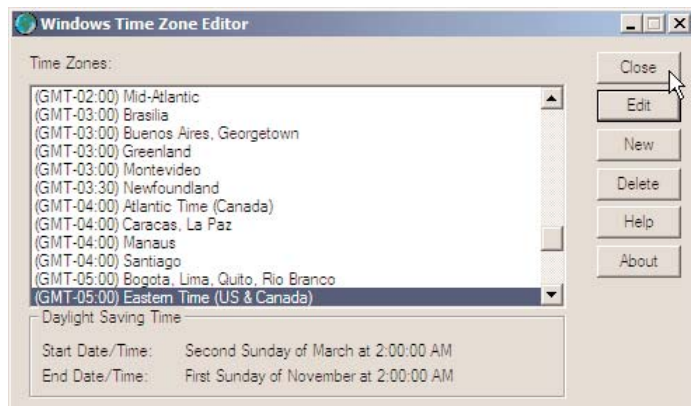 Windows Time Zone Editor
Time Zones:
(GMT-02:00) Mid-Atlantic
(GMT-03:00) Brasilia
(GMT-03:00) Buenos Aires, Georgetown
(GMT-03:00) Greenland
(GMT-03:00) Montevideo
(GMT-03:30) Newfoundland
(GMT-04:00) Atlantic Time (Canada)
(GMT-04:00) Caracas, La Paz
(GMT-04:00) Manaus
(GMT-04:00) Santiago
(GMT-05:00) Bogota, Lima, Quito, Rio Branco
(GMT-05:00) Eastern Time (US & Canada)
Daylight Saving Time
Start Date/Time: Second Sunday of March at 2:00:00 AM
End Date/Time: First Sunday of November at 2:00:00 AM
Close
Edit
New
Delete
Help
About